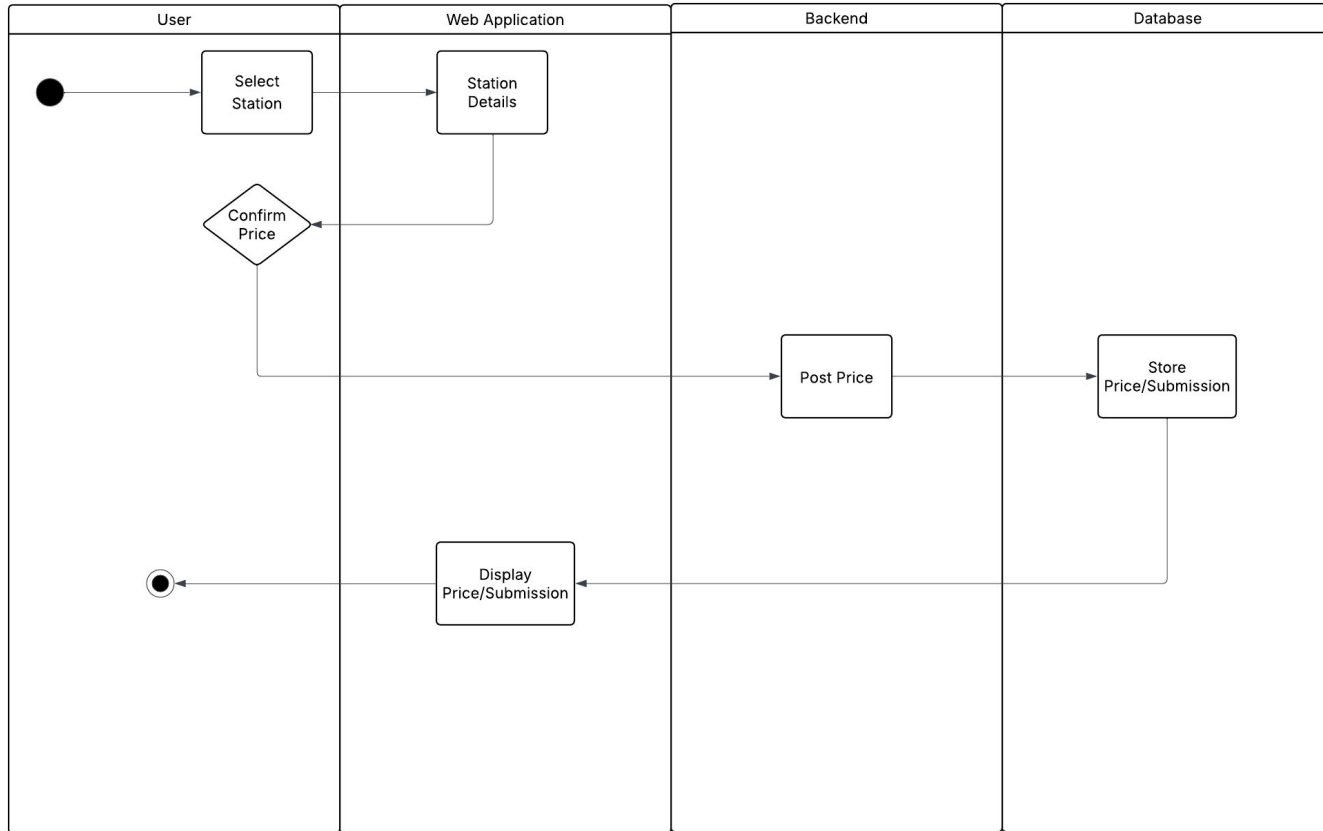 User
Web Application
Backend
Database
Select
Station
Station
Details
Confirm
Price
Post Price
Store
Price/Submission
Display
Price/Submission